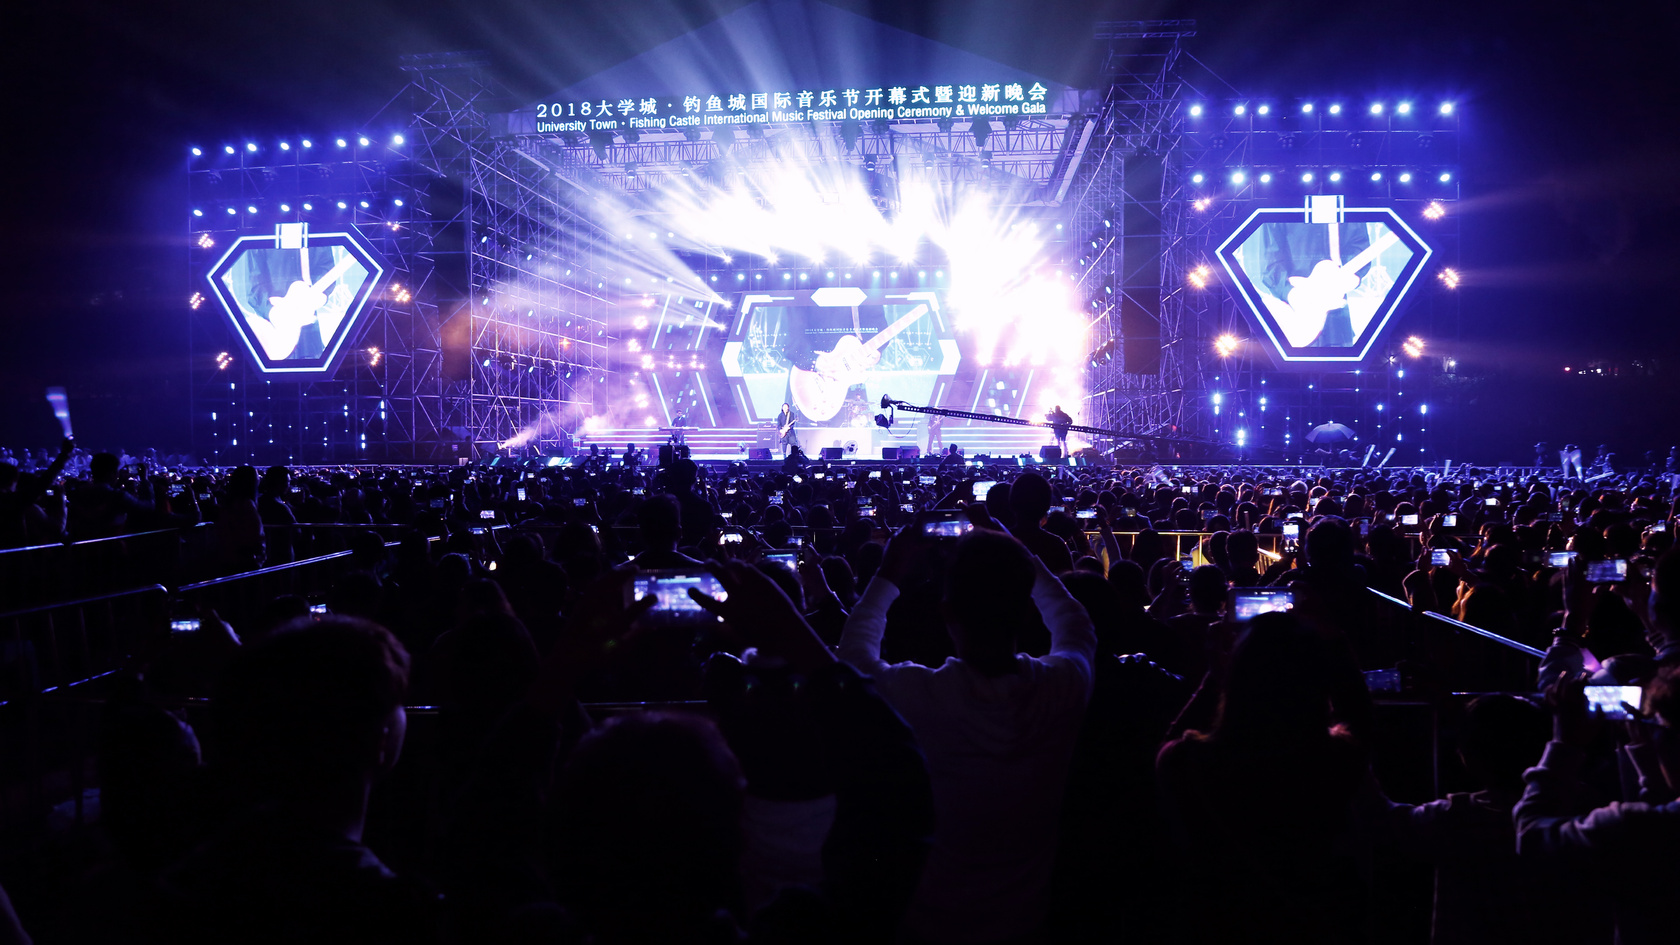 2018大学城·钓鱼城国际音乐节开幕式暨迎新晚会
University Town · Fishing Castle International Music Festival Opening Ceremony & Welcome Gala